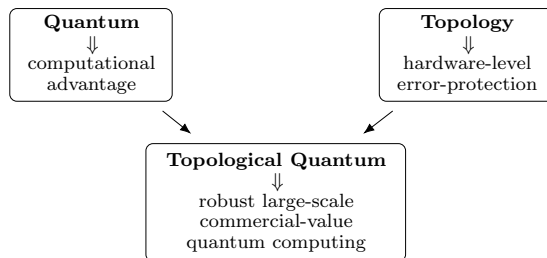 Quantum
⇓
computational
advantage
Topology
⇓
hardware-level
error-protection
Topological Quantum
⇓
robust large-scale
commercial-value
quantum computing